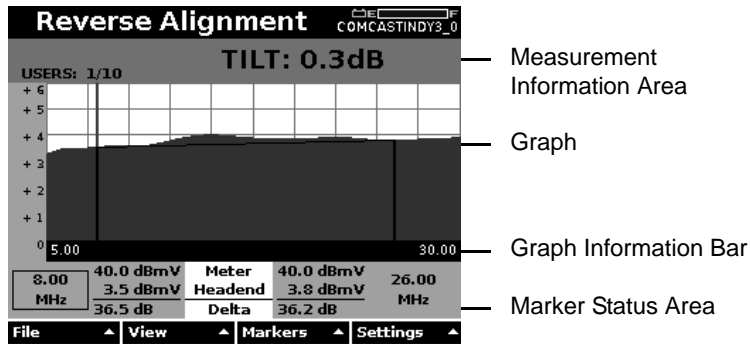 Reverse Alignment
E F
COMCASTINDY3_0
TILT: 0.3dB
USERS: 1/10
+ 6
+ 5
+ 4
+ 3
+ 2
+ 1
0
5.00 30.00
8.00 MHz
40.0 dBmV Meter 40.0 dBmV
3.5 dBmV Headend 3.8 dBmV
36.5 dB Delta 36.2 dB
26.00 MHz
File View Markers Settings
Measurement
Information Area
Graph
Graph Information Bar
Marker Status Area